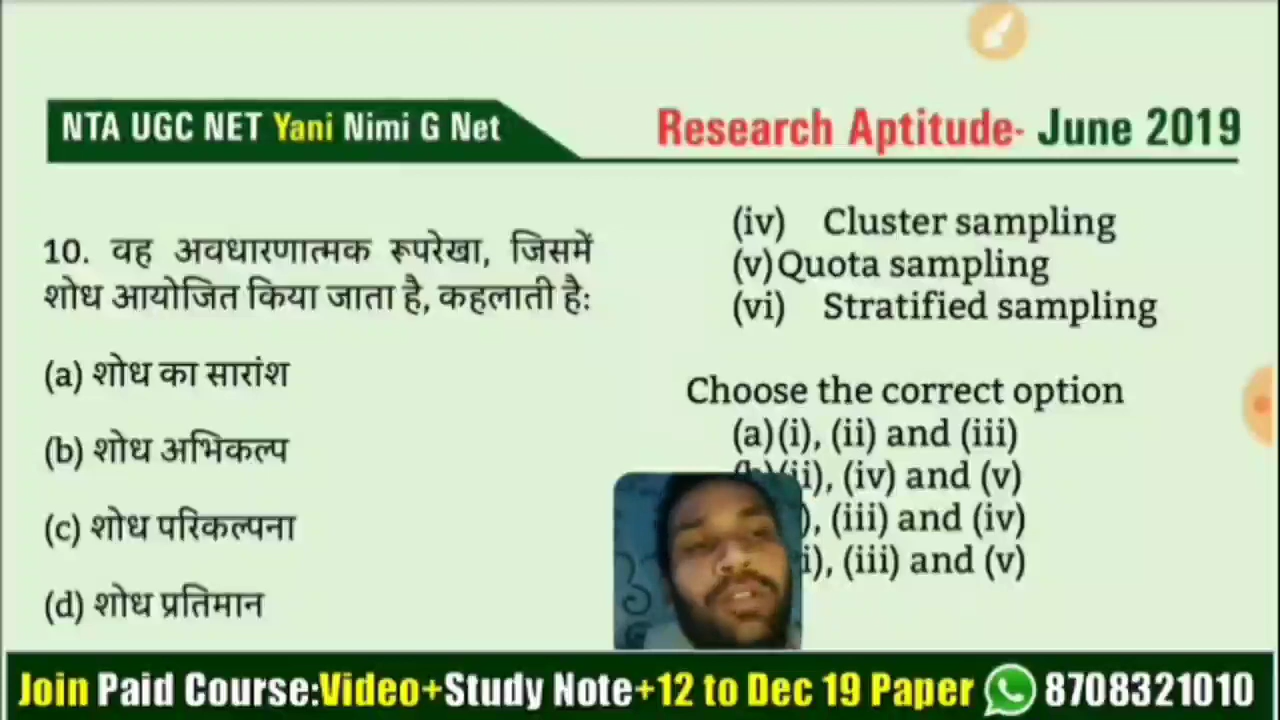 NTA UGC NET Yani Nimi G Net
Research Aptitude- June 2019
10. वह अवधारणात्मक रूपरेखा, जिसमें
शोध आयोजित किया जाता है, कहलाती है:
(a) शोध का सारांश
(b) शोध अभिकल्प
(c) शोध परिकल्पना
(d) शोध प्रतिमान
(iv) Cluster sampling
(v) Quota sampling
(vi) Stratified sampling
Choose the correct option
(a) (i), (ii) and (iii)
(iv) and (v)
(iii) and (iv)
(iii) and (v)
Join Paid Course:Video+Study Note+12 to Dec 19 Paper 8708321010